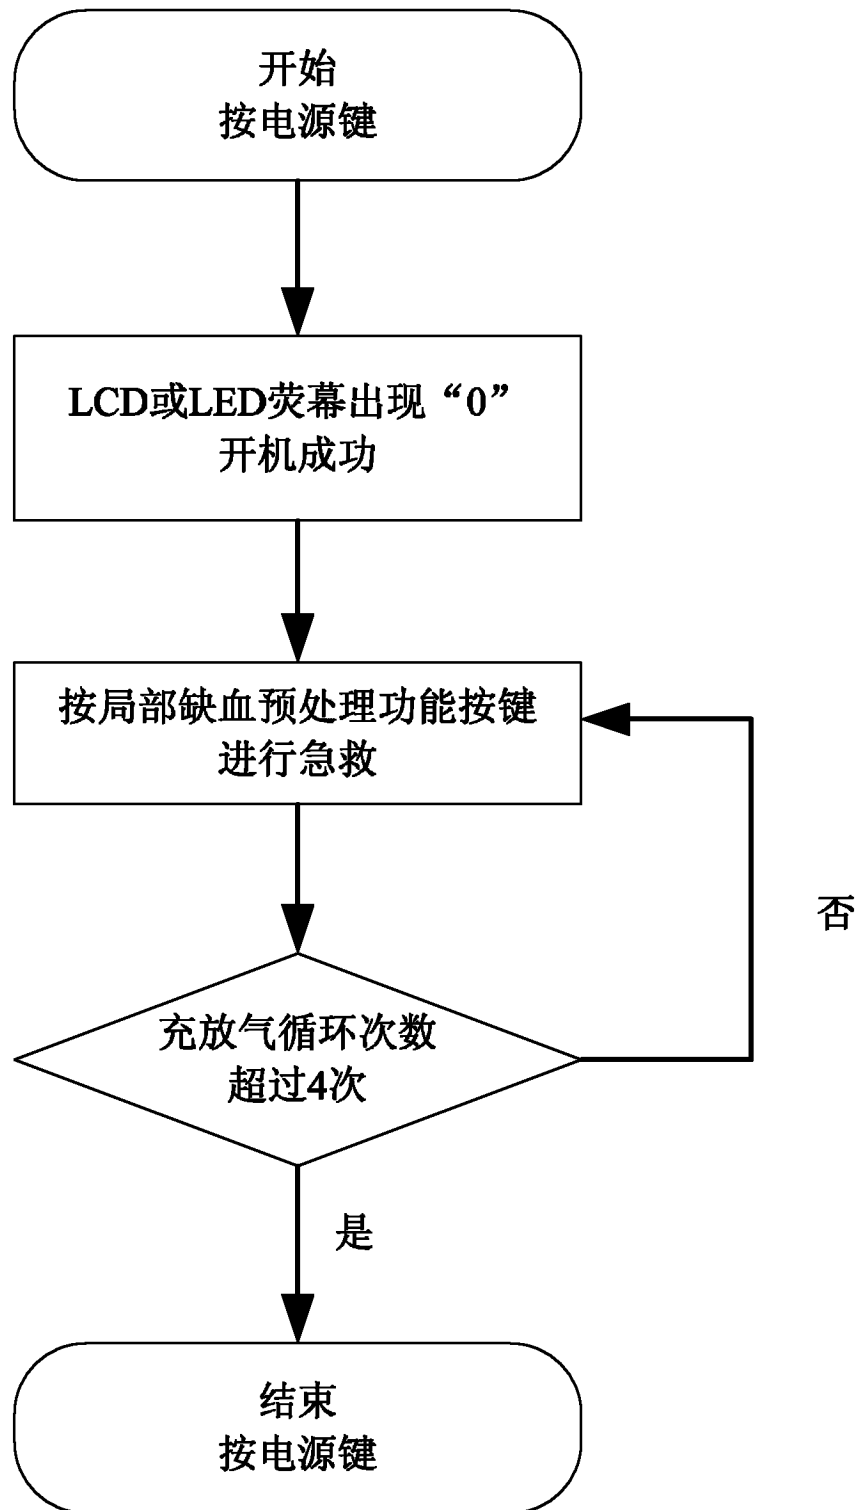 开始
按电源键
LCD或LED荧幕出现“0”
开机成功
按局部缺血预处理功能按键
进行急救
否
充放气循环次数
超过4次
是
结束
按电源键